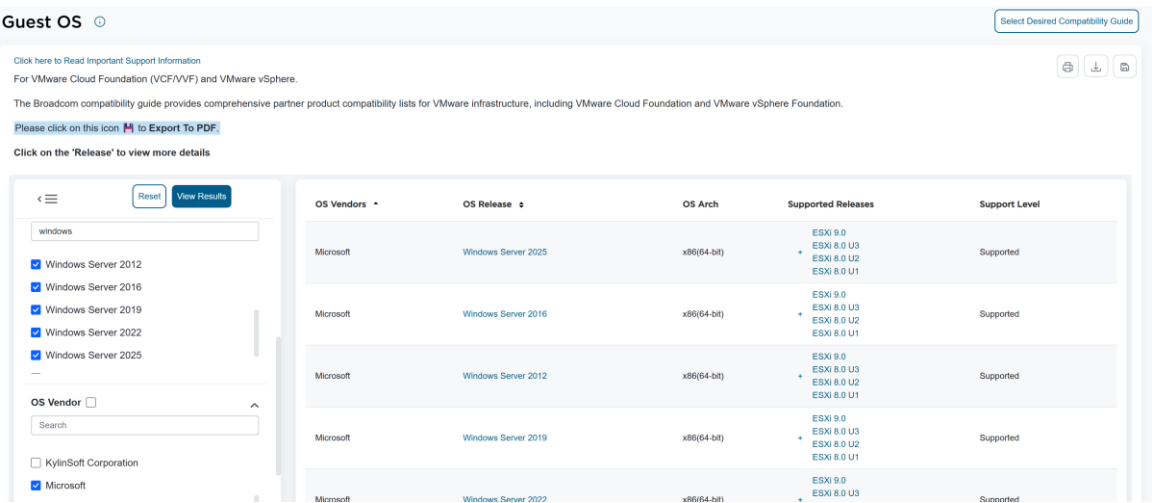 Guest OS
Select Desired Compatibility Guide
Click here to Read Important Support Information
For VMware Cloud Foundation (VCF/VVF) and VMware vSphere.
The Broadcom compatibility guide provides comprehensive partner product compatibility lists for VMware infrastructure, including VMware Cloud Foundation and VMware vSphere Foundation.
Please click on this icon 💾 to Export To PDF.
Click on the 'Release' to view more details
Reset View Results
windows
Windows Server 2012
Windows Server 2016
Windows Server 2019
Windows Server 2022
Windows Server 2025
OS Vendor
Search
KylinSoft Corporation
Microsoft
OS Vendors OS Release OS Arch Supported Releases Support Level
ESXi 9.0
ESXi 8.0 U3
Microsoft Windows Server 2025 x86(64-bit) + ESXi 8.0 U2 Supported
ESXi 8.0 U1
ESXi 9.0
ESXi 8.0 U3
Microsoft Windows Server 2016 x86(64-bit) + ESXi 8.0 U2 Supported
ESXi 8.0 U1
ESXi 9.0
ESXi 8.0 U3
Microsoft Windows Server 2012 x86(64-bit) + ESXi 8.0 U2 Supported
ESXi 8.0 U1
ESXi 9.0
ESXi 8.0 U3
Microsoft Windows Server 2019 x86(64-bit) + ESXi 8.0 U2 Supported
ESXi 8.0 U1
ESXi 9.0
ESXi 8.0 U3
Microsoft Windows Server 2022 x86(64-bit) + Supported